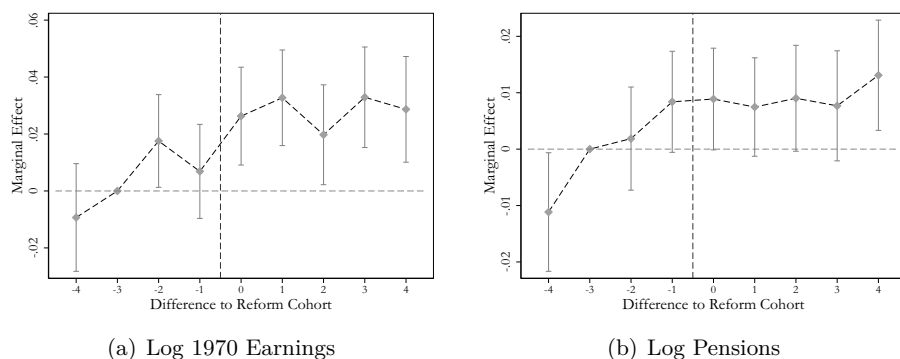 Marginal Effect
.06
.04
.02
0
-.02
-4 -3 -2 -1 0 1 2 3 4
Difference to Reform Cohort
(a) Log 1970 Earnings
Marginal Effect
.02
.01
0
-.01
-.02
-4 -3 -2 -1 0 1 2 3 4
Difference to Reform Cohort
(b) Log Pensions